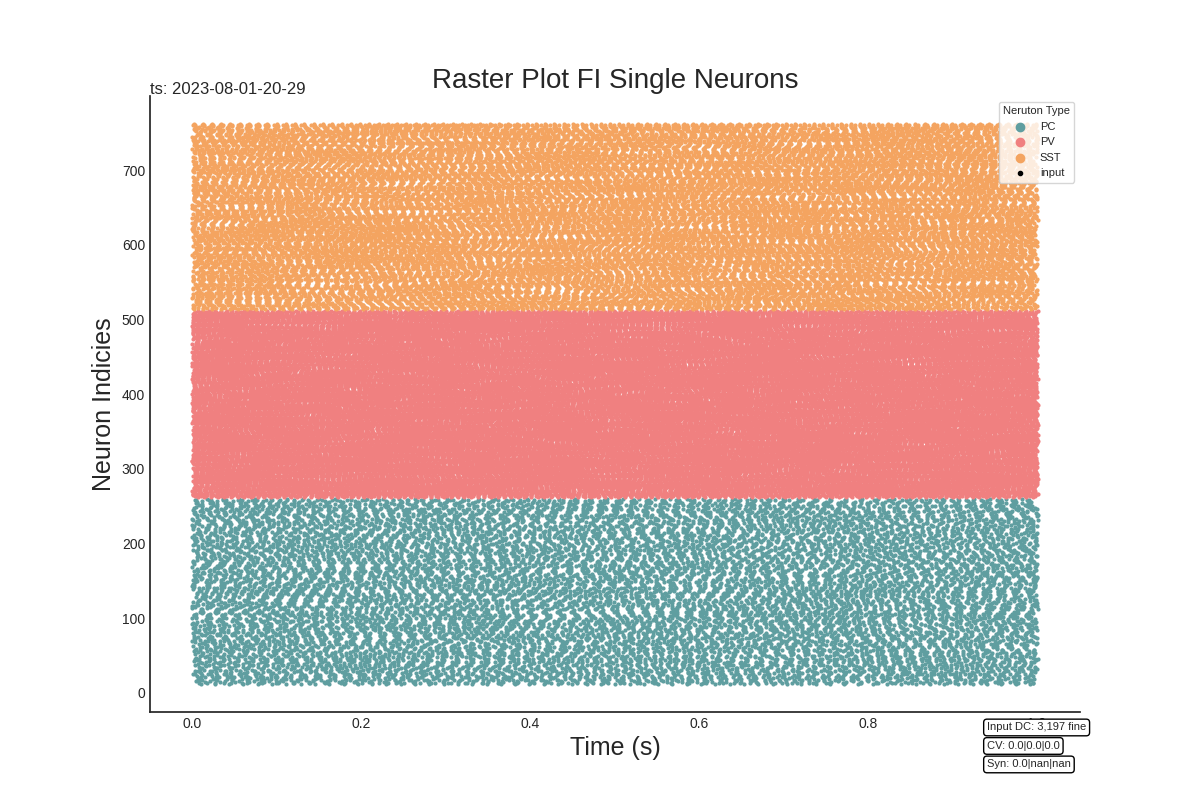 Raster Plot FI Single Neurons
ts: 2023-08-01-20-29
Neruton Type
PC
PV
SST
input
Neuron Indicies
700
600
500
400
300
200
100
0
0.0 0.2 0.4 0.6 0.8
Time (s)
Input DC: 3,197 fine
CV: 0.0|0.0|0.0
Syn: 0.0|nan|nan